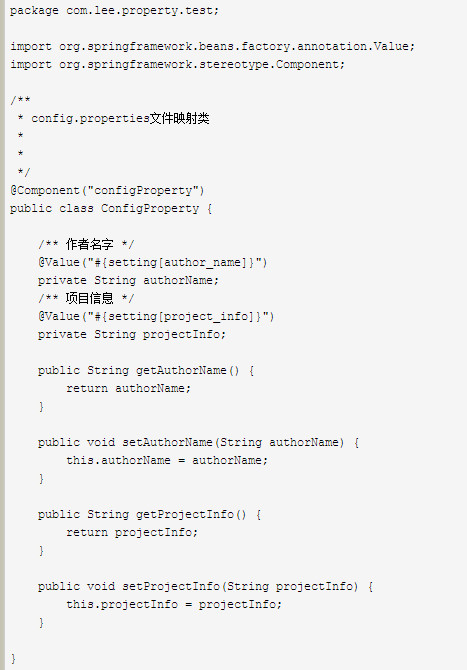 package com.lee.property.test;
import org.springframework.beans.factory.annotation.Value;
import org.springframework.stereotype.Component;
/**
 * config.properties文件映射类
 *
 *
 */
@Component("configProperty")
public class ConfigProperty {
    /** 作者名字 */
    @Value("#{setting[author_name]}")
    private String authorName;
    /** 项目信息 */
    @Value("#{setting[project_info]}")
    private String projectInfo;
    public String getAuthorName() {
        return authorName;
    }
    public void setAuthorName(String authorName) {
        this.authorName = authorName;
    }
    public String getProjectInfo() {
        return projectInfo;
    }
    public void setProjectInfo(String projectInfo) {
        this.projectInfo = projectInfo;
    }
}